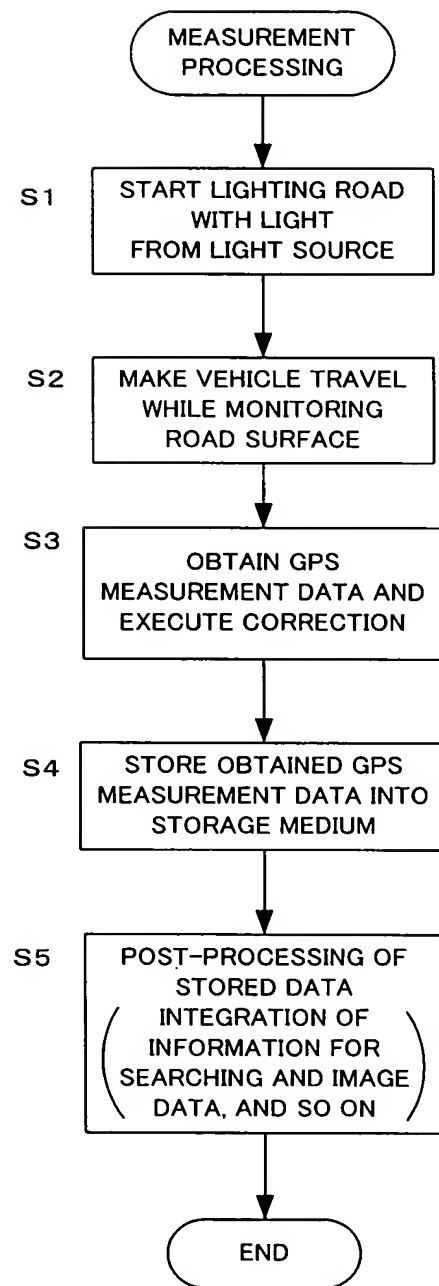 MEASUREMENT
PROCESSING
S1
START LIGHTING ROAD
WITH LIGHT
FROM LIGHT SOURCE
S2
MAKE VEHICLE TRAVEL
WHILE MONITORING
ROAD SURFACE
S3
OBTAIN GPS
MEASUREMENT DATA AND
EXECUTE CORRECTION
S4
STORE OBTAINED GPS
MEASUREMENT DATA INTO
STORAGE MEDIUM
S5
POST-PROCESSING OF
STORED DATA
(INTEGRATION OF
INFORMATION FOR
SEARCHING AND IMAGE
DATA, AND SO ON)
END